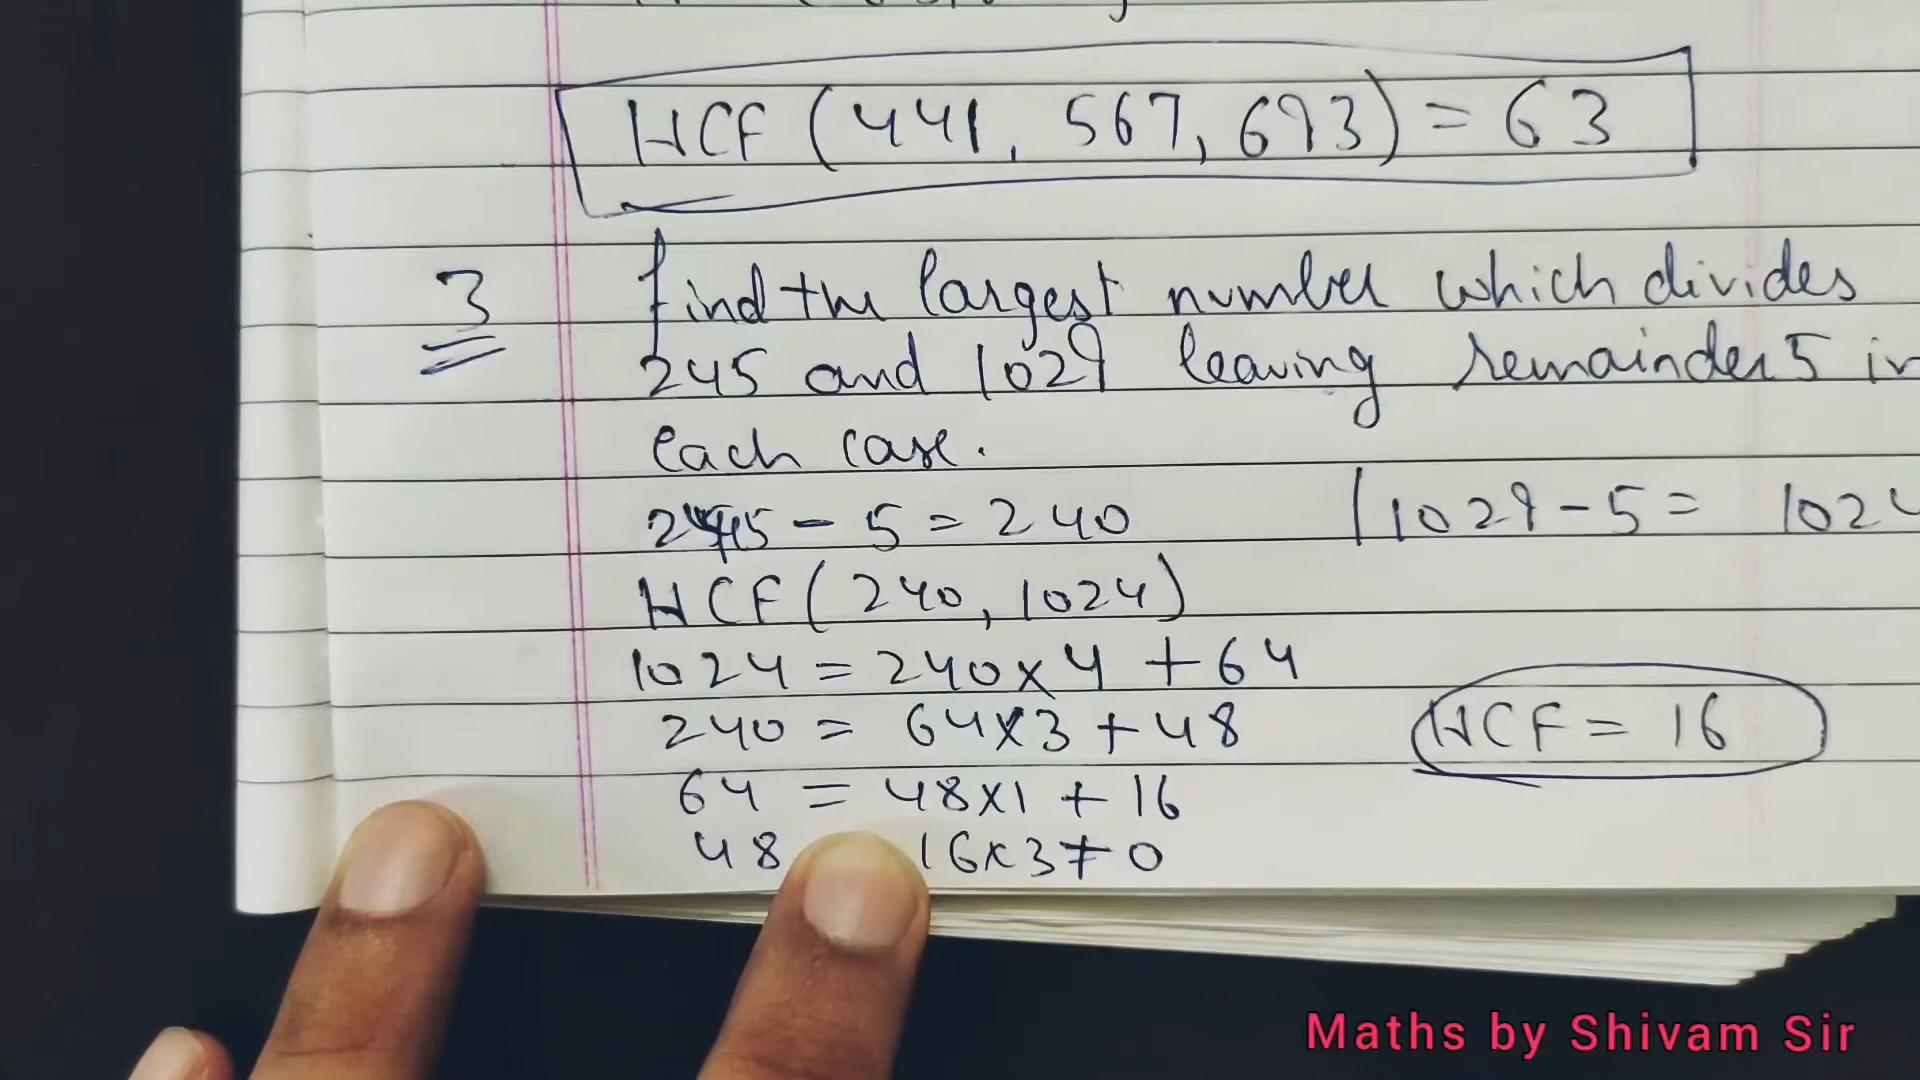 HCF (441, 567, 693) = 63
3 find the largest number which divides
245 and 1029 leaving remainder 5 in
each case.
245 - 5 = 240 | 1029 - 5 = 1024
HCF (240, 1024)
1024 = 240 x 4 + 64
240 = 64 x 3 + 48
HCF = 16
64 = 48 x 1 + 16
48 16 x 3 + 0
Maths by Shivam Sir